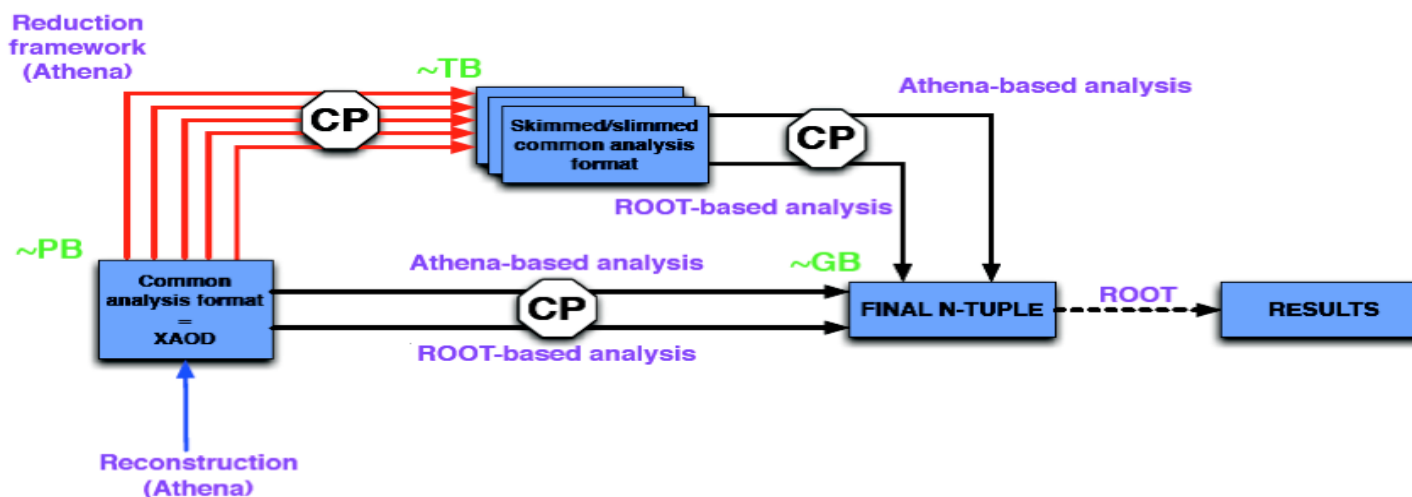 Reduction
framework
(Athena)
~TB
CP
Skimmed/slimmed
common analysis
format
CP
Athena-based analysis
ROOT-based analysis
~PB
Common
analysis format
=
XAOD
Athena-based analysis
CP
ROOT-based analysis
~GB
FINAL N-TUPLE
ROOT
RESULTS
Reconstruction
(Athena)